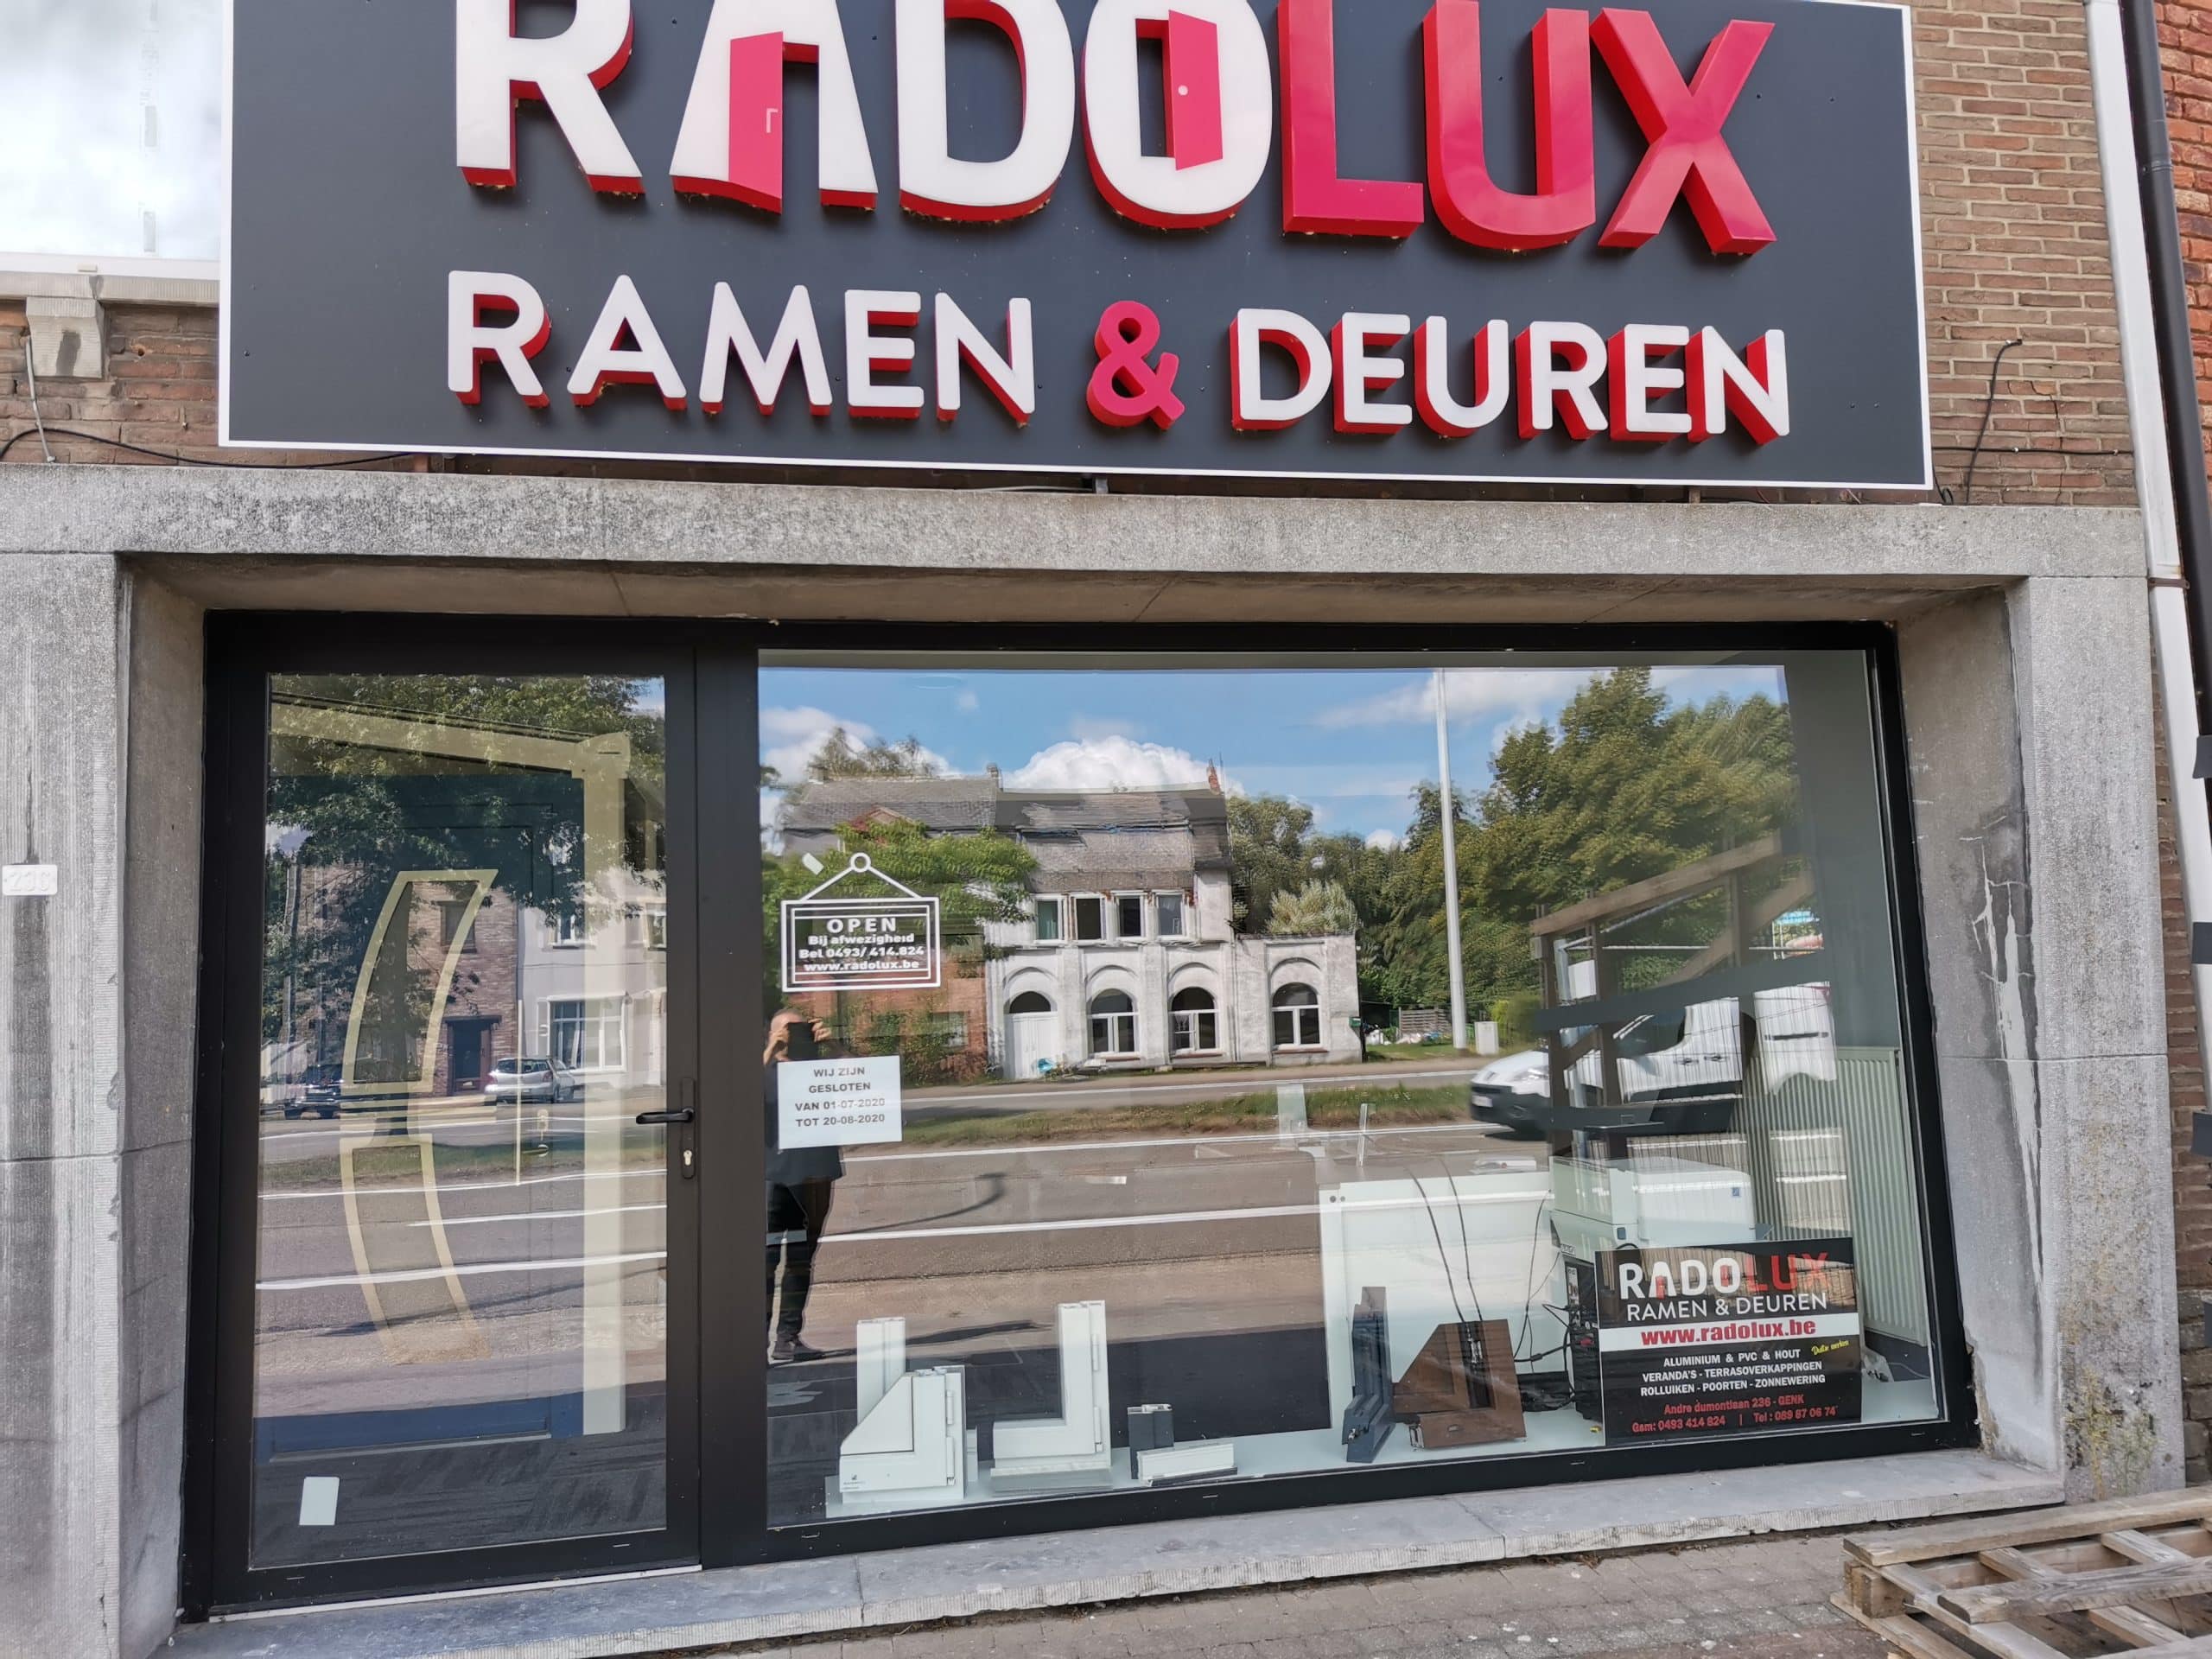 RADOLUX
RAMEN & DEUREN
236
OPEN
Bij afwezigheid
Bel 0493/414.824
www.radolux.be
WIJ ZIJN
GESLOTEN
VAN 01-07-2020
TOT 20-08-2020
RADOLUX
RAMEN & DEUREN
www.radolux.be
ALUMINIUM & PVC & HOUT
VERANDA'S - TERRASOVERKAPPINGEN
ROLLUIKEN - POORTEN - ZONNEWERING
Andre dumontlaan 236 - GENK
Gsm: 0493 414 824 | Tel : 089 87 06 74